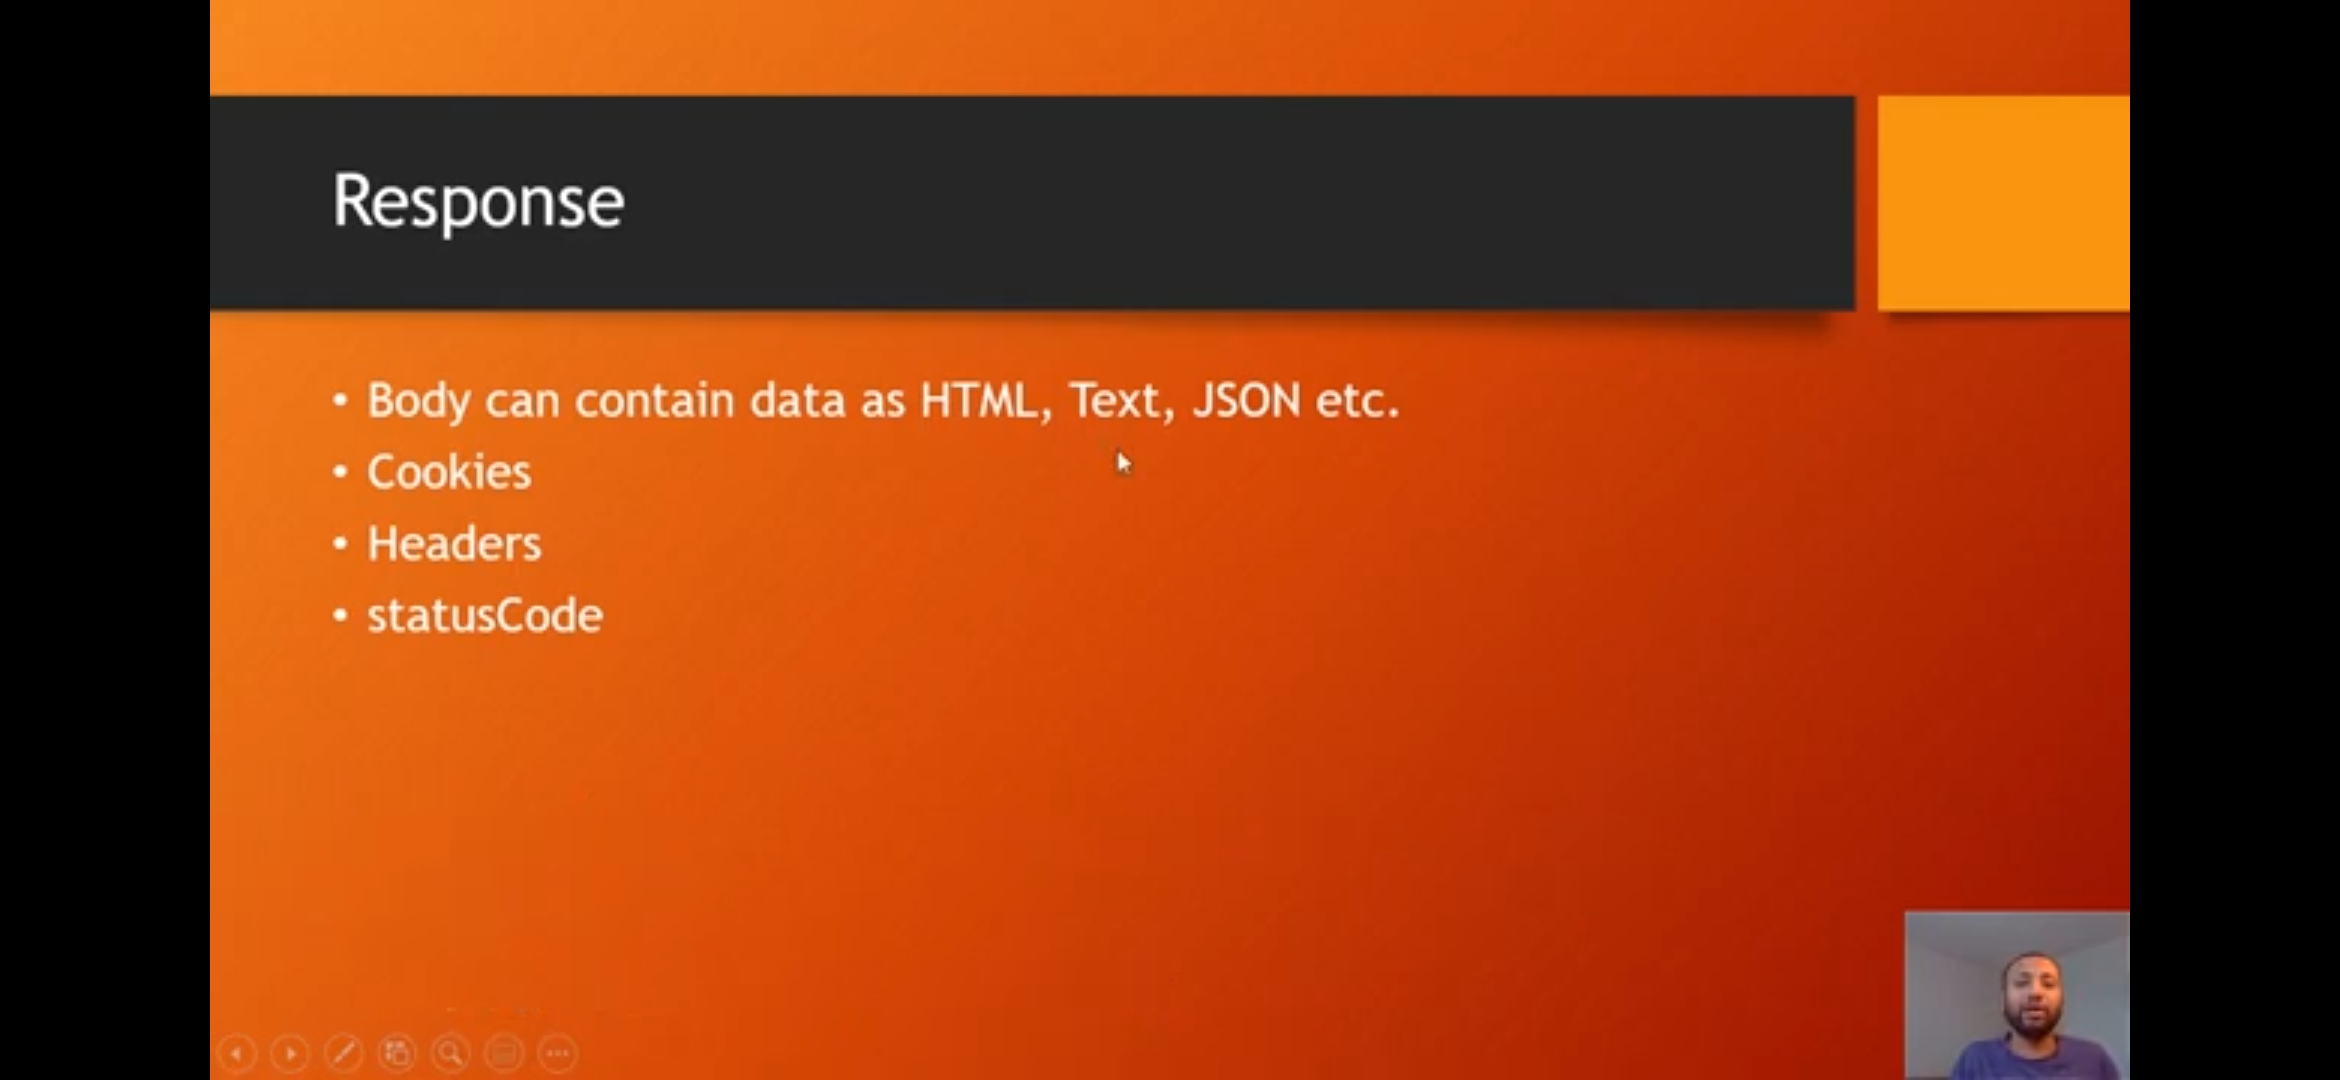 Response
• Body can contain data as HTML, Text, JSON etc.
• Cookies
• Headers
• statusCode